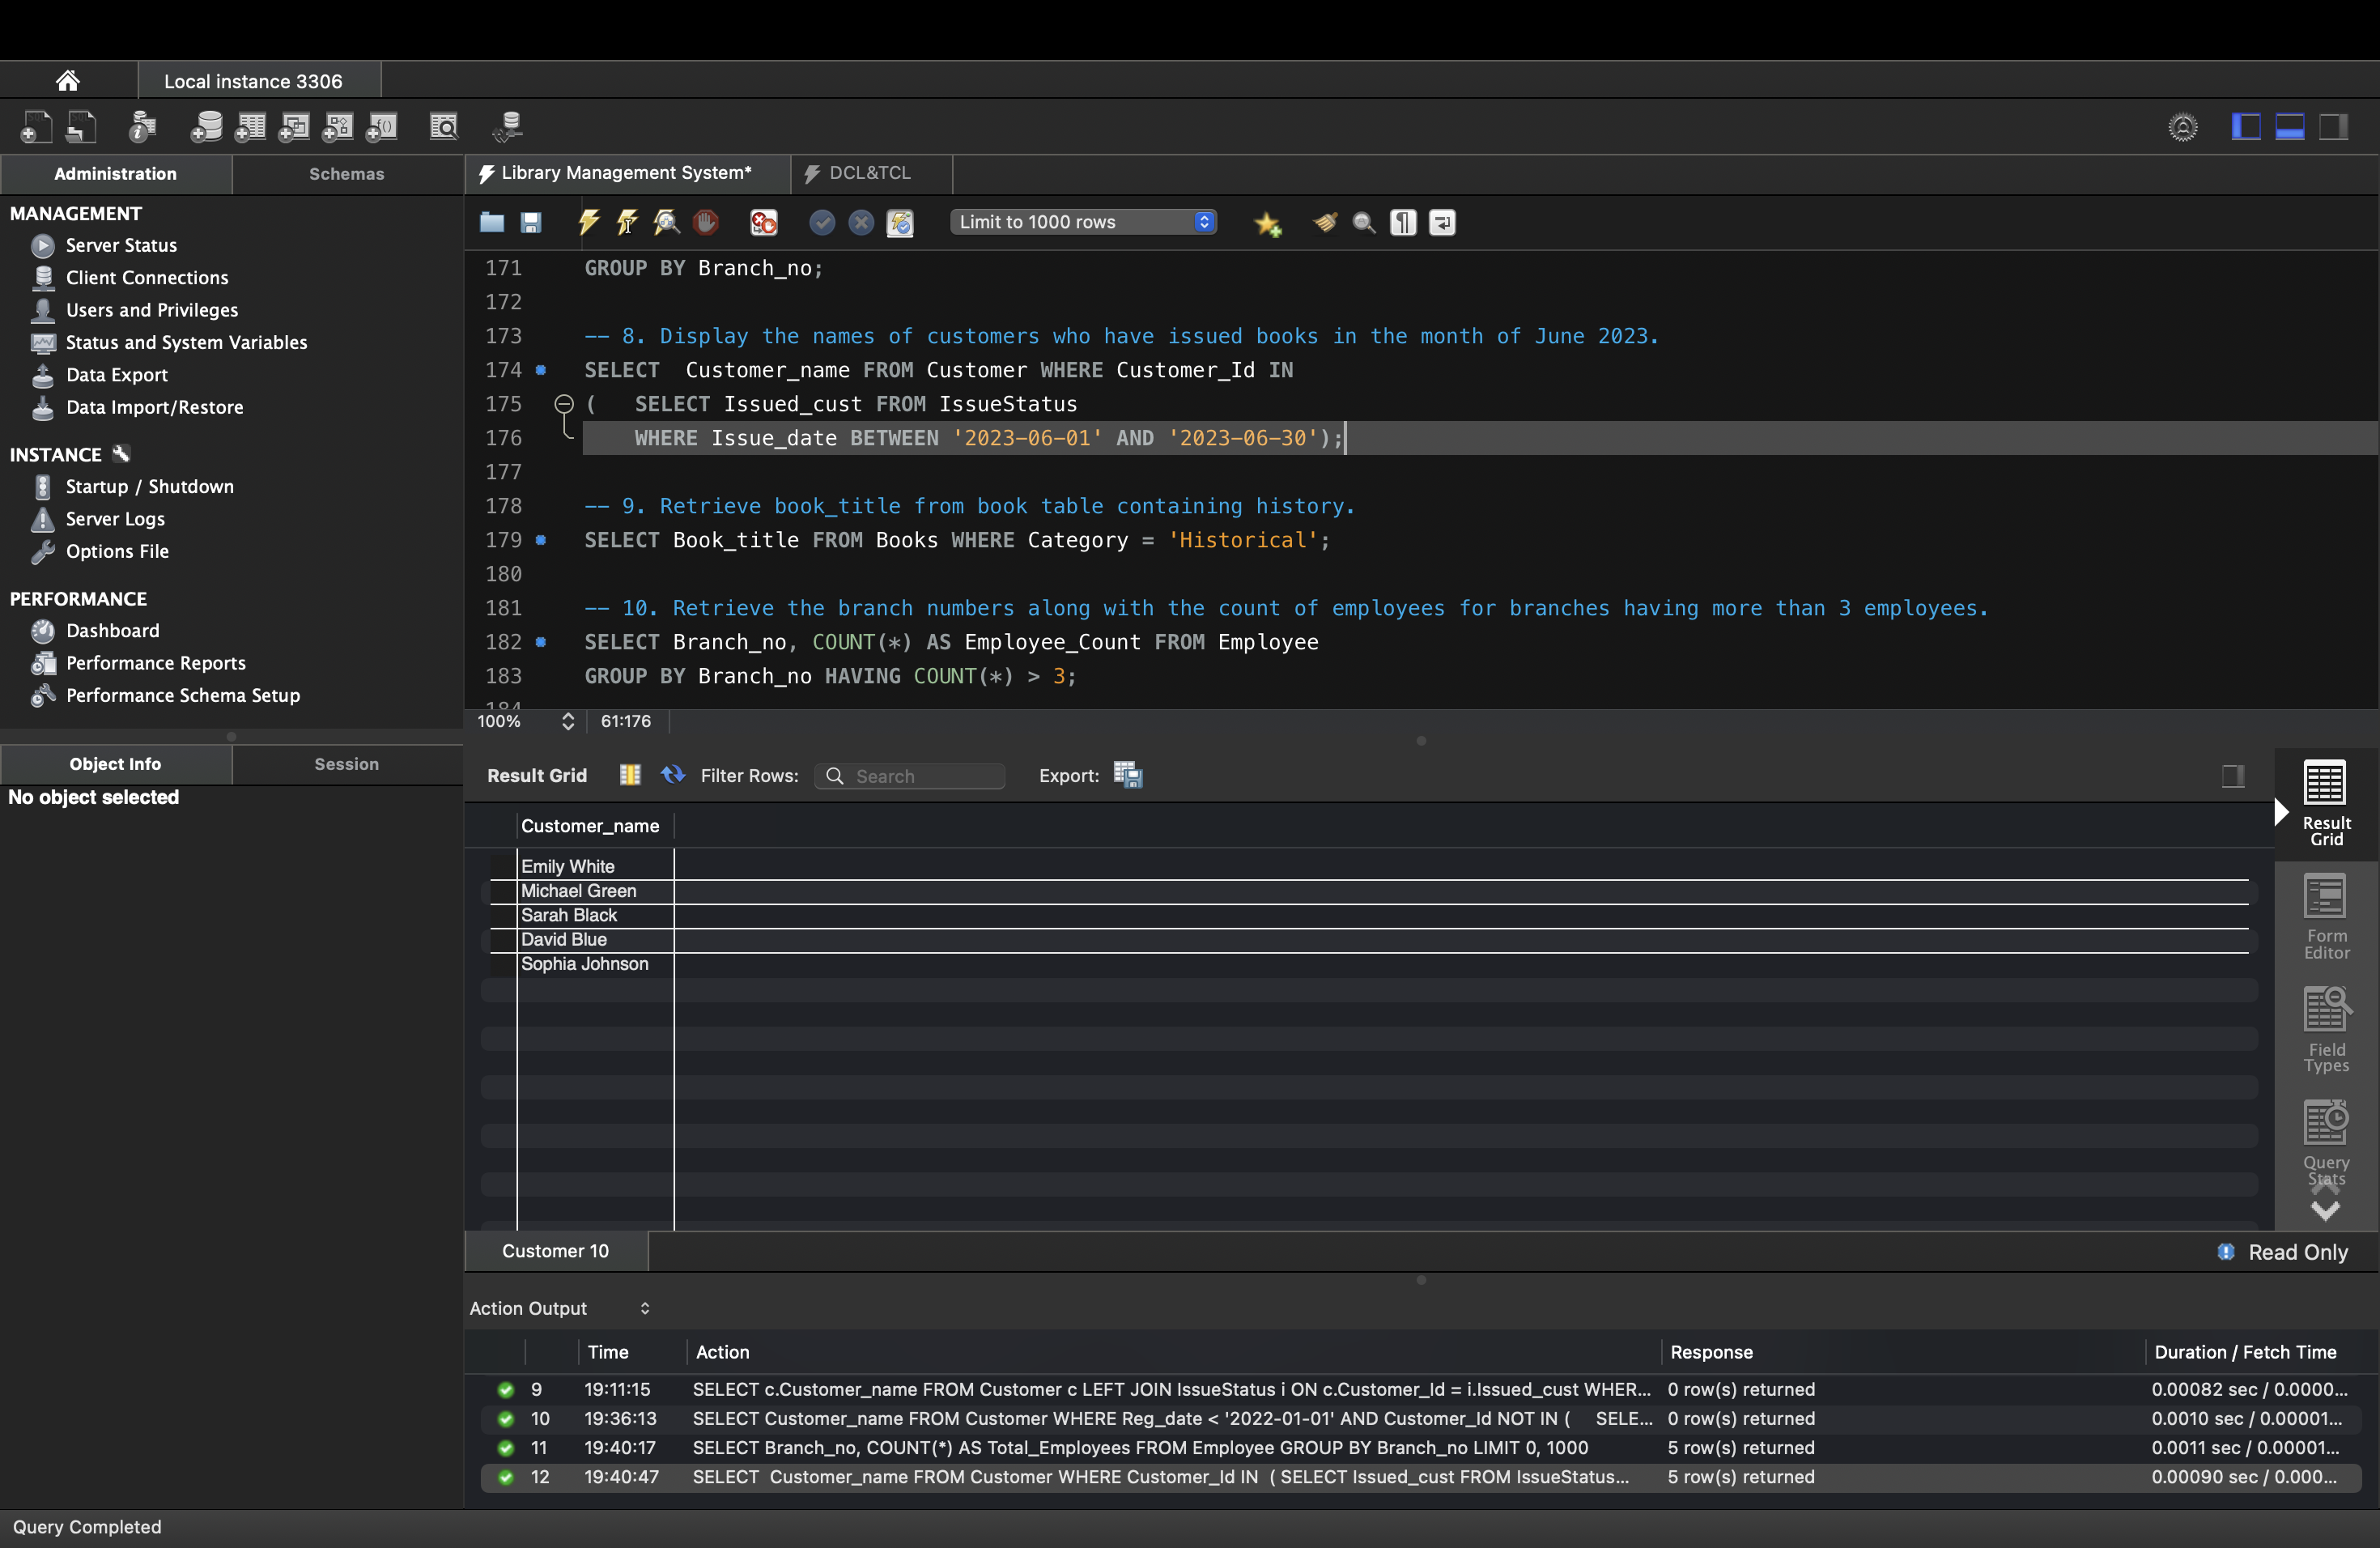 Local instance 3306
Administration
Schemas
Library Management System*
DCL&TCL
MANAGEMENT
Server Status
Client Connections
Users and Privileges
Status and System Variables
Data Export
Data Import/Restore
INSTANCE
Startup / Shutdown
Server Logs
Options File
PERFORMANCE
Dashboard
Performance Reports
Performance Schema Setup
Object Info
Session
No object selected
Limit to 1000 rows
171 GROUP BY Branch_no;
172
173 -- 8. Display the names of customers who have issued books in the month of June 2023.
174 SELECT  Customer_name FROM Customer WHERE Customer_Id IN
175 (   SELECT Issued_cust FROM IssueStatus
176     WHERE Issue_date BETWEEN '2023-06-01' AND '2023-06-30');
177
178 -- 9. Retrieve book_title from book table containing history.
179 SELECT Book_title FROM Books WHERE Category = 'Historical';
180
181 -- 10. Retrieve the branch numbers along with the count of employees for branches having more than 3 employees.
182 SELECT Branch_no, COUNT(*) AS Employee_Count FROM Employee
183 GROUP BY Branch_no HAVING COUNT(*) > 3;
184
100% 61:176
Result Grid Filter Rows: Search Export:
Customer_name
Emily White
Michael Green
Sarah Black
David Blue
Sophia Johnson
Result
Grid
Form
Editor
Field
Types
Query
Stats
Customer 10
Read Only
Action Output
Time Action Response Duration / Fetch Time
9 19:11:15 SELECT c.Customer_name FROM Customer c LEFT JOIN IssueStatus i ON c.Customer_Id = i.Issued_cust WHER... 0 row(s) returned 0.00082 sec / 0.0000...
10 19:36:13 SELECT Customer_name FROM Customer WHERE Reg_date < '2022-01-01' AND Customer_Id NOT IN (     SELE... 0 row(s) returned 0.0010 sec / 0.00001...
11 19:40:17 SELECT Branch_no, COUNT(*) AS Total_Employees FROM Employee GROUP BY Branch_no LIMIT 0, 1000 5 row(s) returned 0.0011 sec / 0.00001...
12 19:40:47 SELECT  Customer_name FROM Customer WHERE Customer_Id IN  ( SELECT Issued_cust FROM IssueStatus... 5 row(s) returned 0.00090 sec / 0.000...
Query Completed